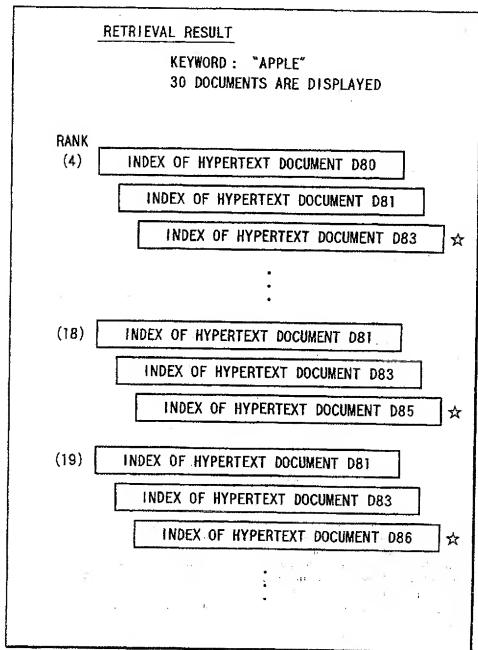 RETRIEVAL RESULT
KEYWORD : "APPLE"
30 DOCUMENTS ARE DISPLAYED
RANK
(4) INDEX OF HYPERTEXT DOCUMENT D80
INDEX OF HYPERTEXT DOCUMENT D81
INDEX OF HYPERTEXT DOCUMENT D83 ☆
(18) INDEX OF HYPERTEXT DOCUMENT D81
INDEX OF HYPERTEXT DOCUMENT D83
INDEX OF HYPERTEXT DOCUMENT D85 ☆
(19) INDEX OF HYPERTEXT DOCUMENT D81
INDEX OF HYPERTEXT DOCUMENT D83
INDEX OF HYPERTEXT DOCUMENT D86 ☆